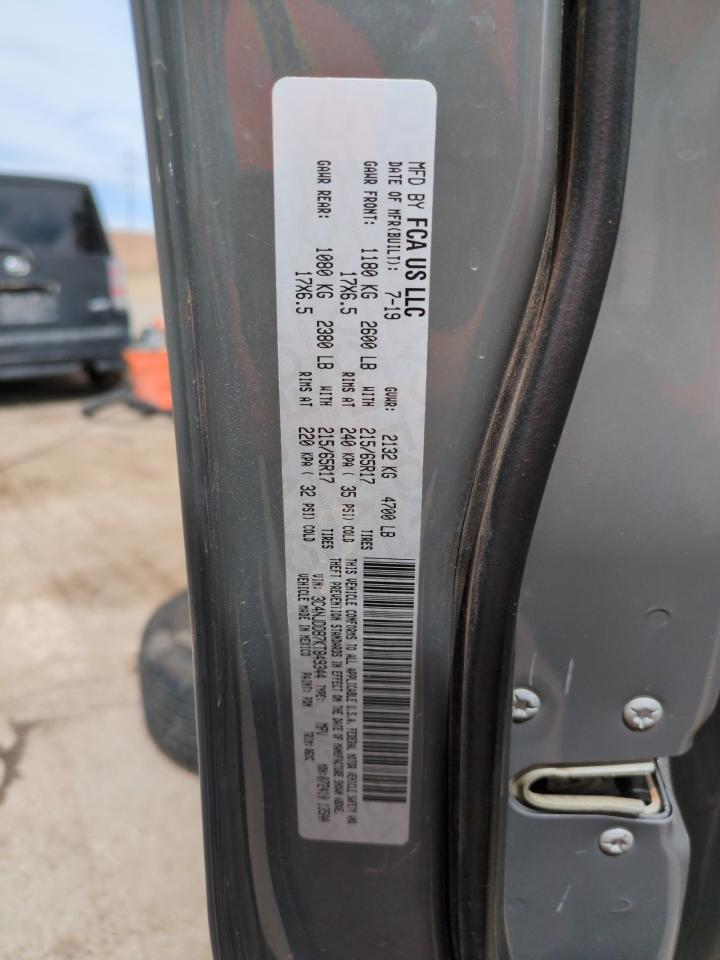 MFD BY FCA US LLC
DATE OF MFR(BUILT): 7-19 GVWR: 2132 KG 4700 LB
GAWR FRONT: 1180 KG 2600 LB WITH 215/65R17 TIRES
17X6.5 RIMS AT 240 KPA ( 35 PSI) COLD
GAWR REAR: 1080 KG 2380 LB WITH 215/65R17 TIRES
17X6.5 RIMS AT 220 KPA ( 32 PSI) COLD
THIS VEHICLE CONFORMS TO ALL APPLICABLE U.S.A. FEDERAL MOTOR VEHICLE SAFETY AND
THEFT PREVENTION STANDARDS IN EFFECT ON THE DATE OF MANUFACTURE SHOWN ABOVE.
VIN: 3C4NJDDB7KT849344 TYPE: MPV
VEHICLE MADE IN MEXICO PAINT: PDN TRIM: